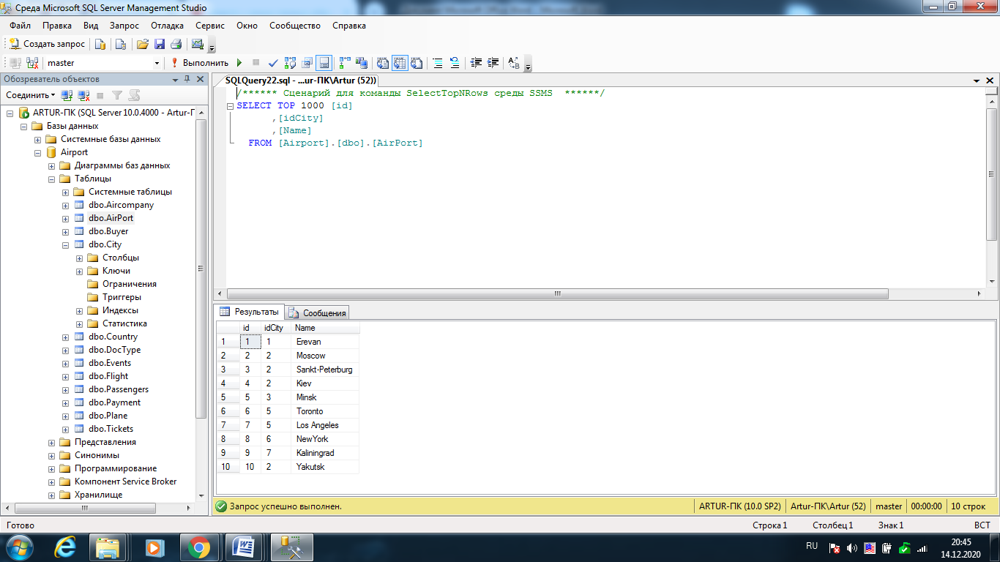 Среда Microsoft SQL Server Management Studio
Файл Правка Вид Запрос Отладка Сервис Окно Сообщество Справка
Создать запрос
master Выполнить
Обозреватель объектов
SQLQuery22.sql - ...ur-ПК\Artur (52))
Соединить
/****** Сценарий для команды SelectTopNRows среды SSMS ******/
SELECT TOP 1000 [id]
,[idCity]
,[Name]
FROM [Airport].[dbo].[AirPort]
ARTUR-ПК (SQL Server 10.0.4000 - Artur-Г
Базы данных
Системные базы данных
Airport
Диаграммы баз данных
Таблицы
Системные таблицы
dbo.Aircompany
dbo.AirPort
dbo.Buyer
dbo.City
Столбцы
Ключи
Ограничения
Триггеры
Индексы
Статистика
dbo.Country
dbo.DocType
dbo.Events
dbo.Flight
dbo.Passengers
dbo.Payment
dbo.Plane
dbo.Tickets
Представления
Синонимы
Программирование
Компонент Service Broker
Хранилище
Результаты Сообщения
id idCity Name
1 1 1 Erevan
2 2 2 Moscow
3 3 2 Sankt-Peterburg
4 4 2 Kiev
5 5 3 Minsk
6 6 5 Toronto
7 7 5 Los Angeles
8 8 6 NewYork
9 9 7 Kaliningrad
10 10 2 Yakutsk
Запрос успешно выполнен. ARTUR-ПК (10.0 SP2) Artur-ПК\Artur (52) master 00:00:00 10 строк
Готово Строка 1 Столбец 1 Знак 1 ВСТ
RU 20:45
14.12.2020